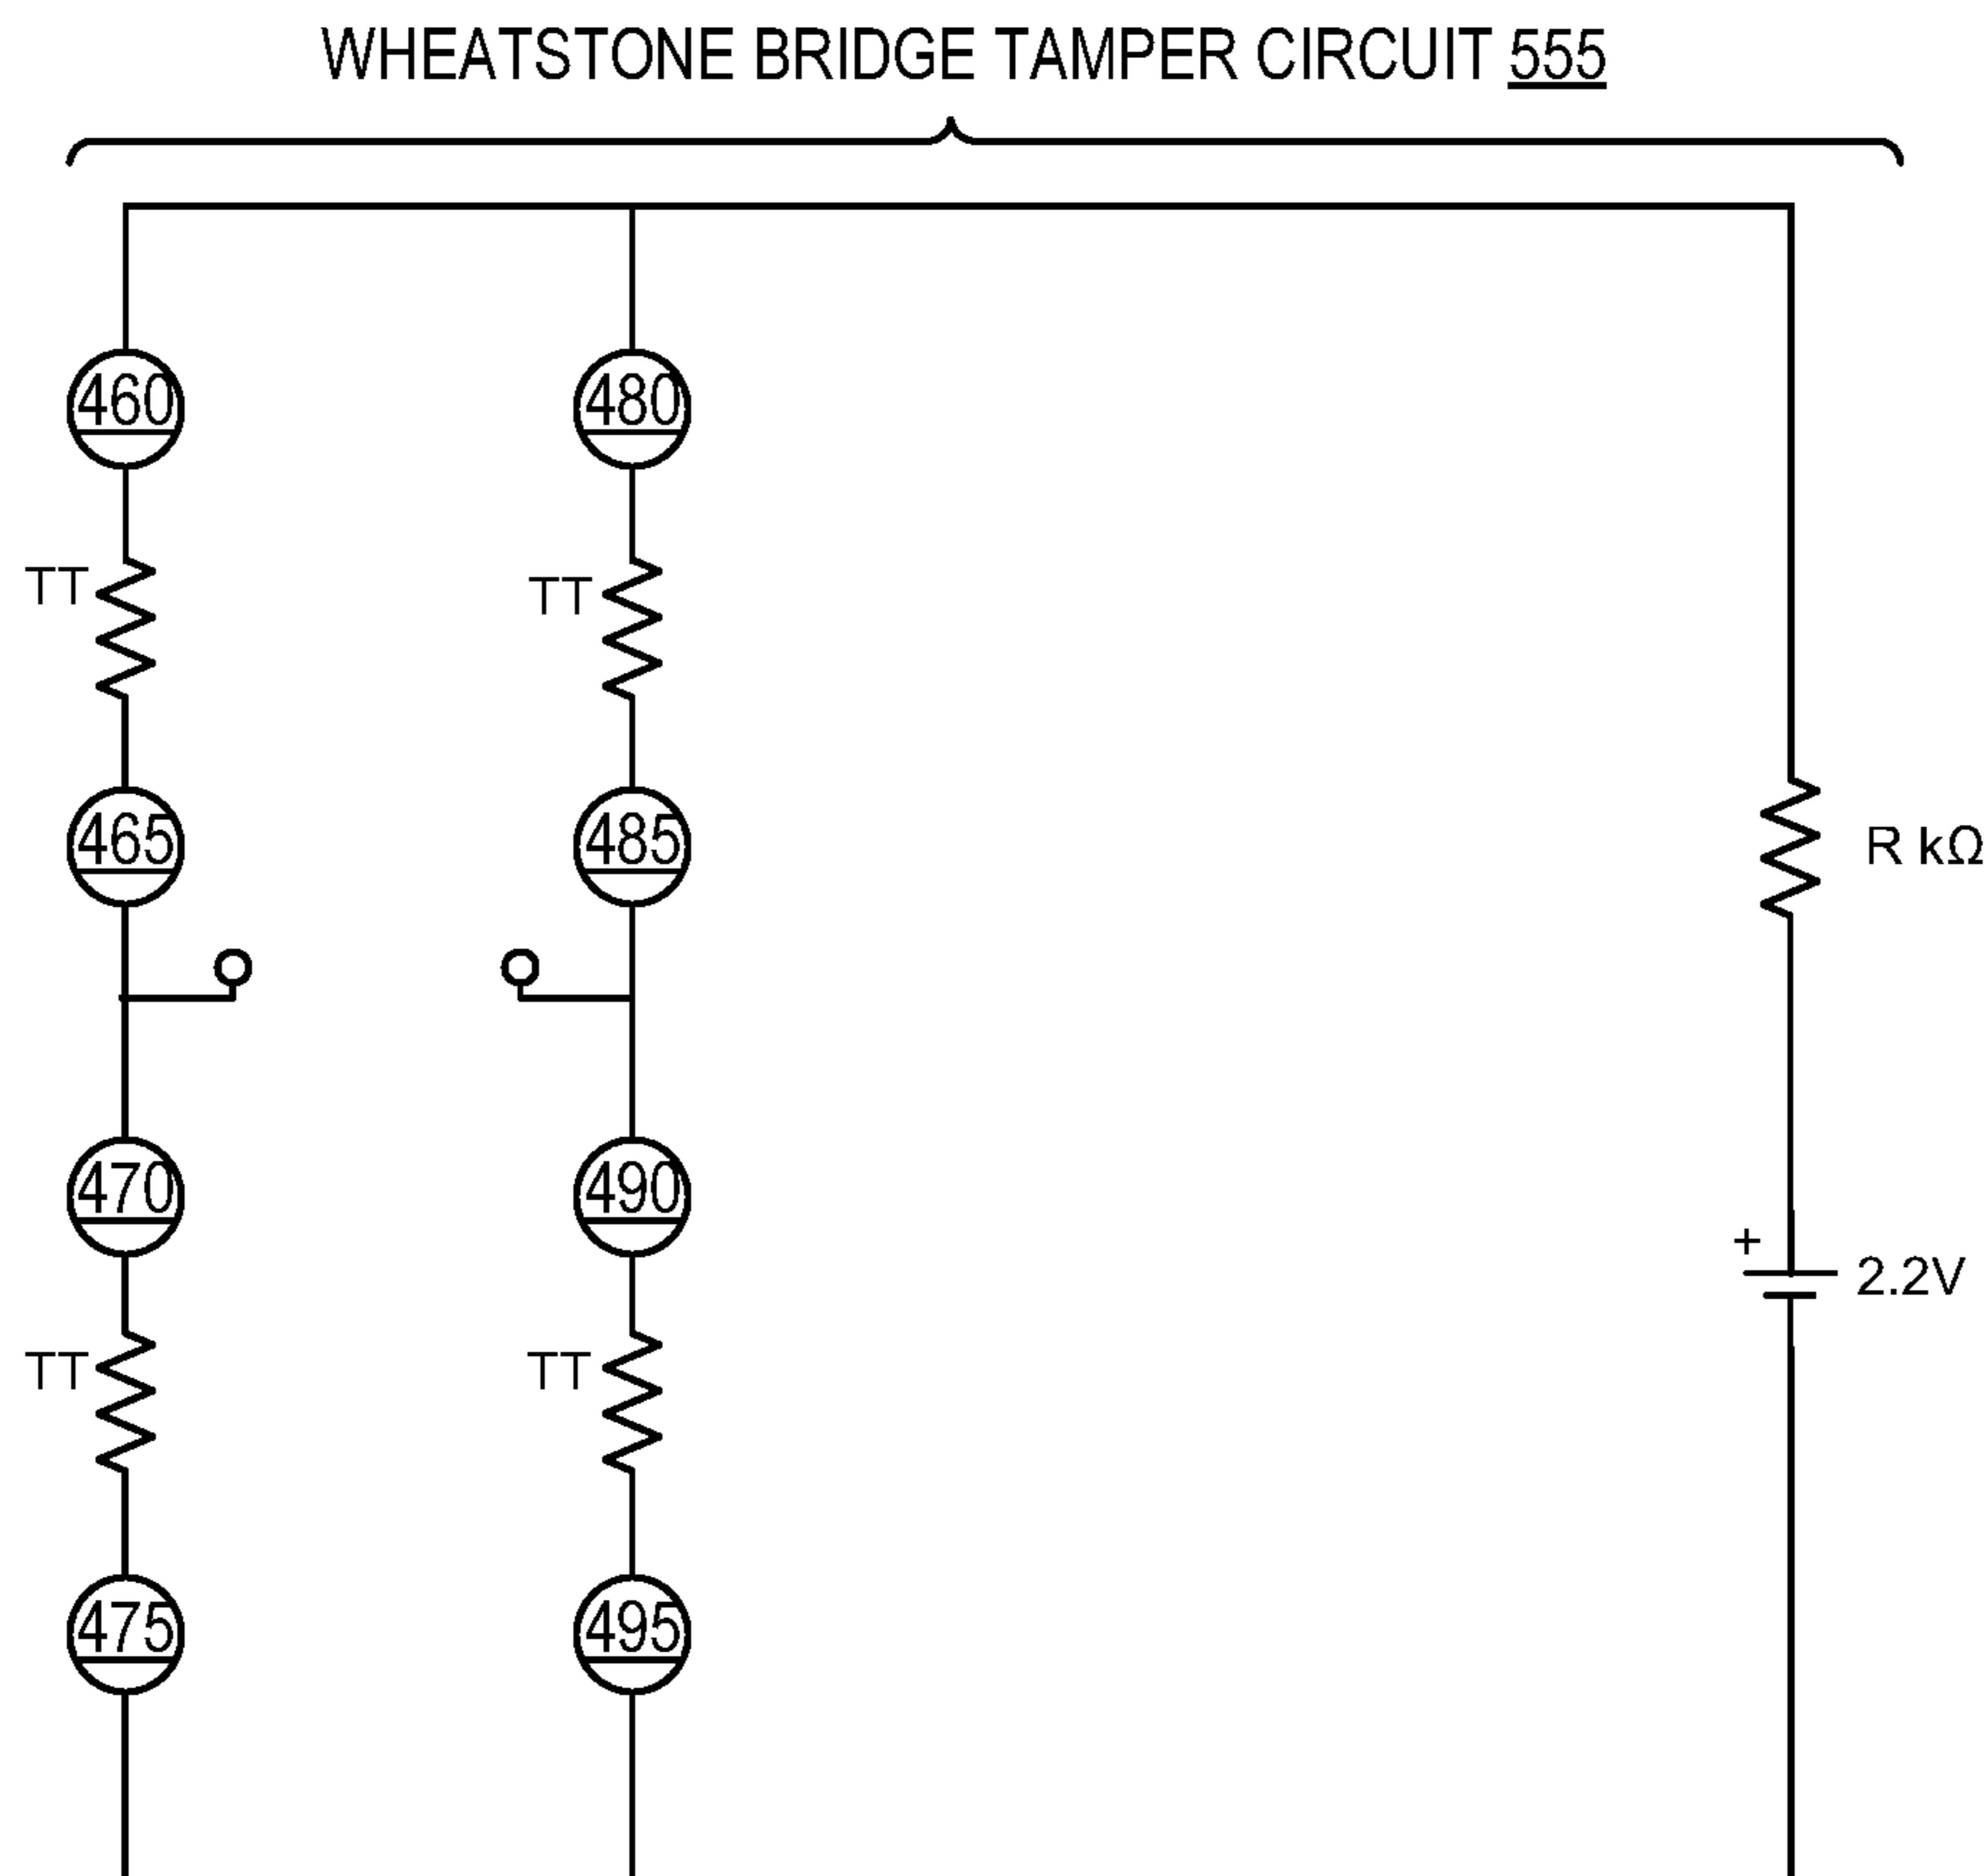 WHEATSTONE BRIDGE TAMPER CIRCUIT 555
460
480
TT
TT
465
485
R kΩ
470
490
+
2.2V
TT
TT
475
495